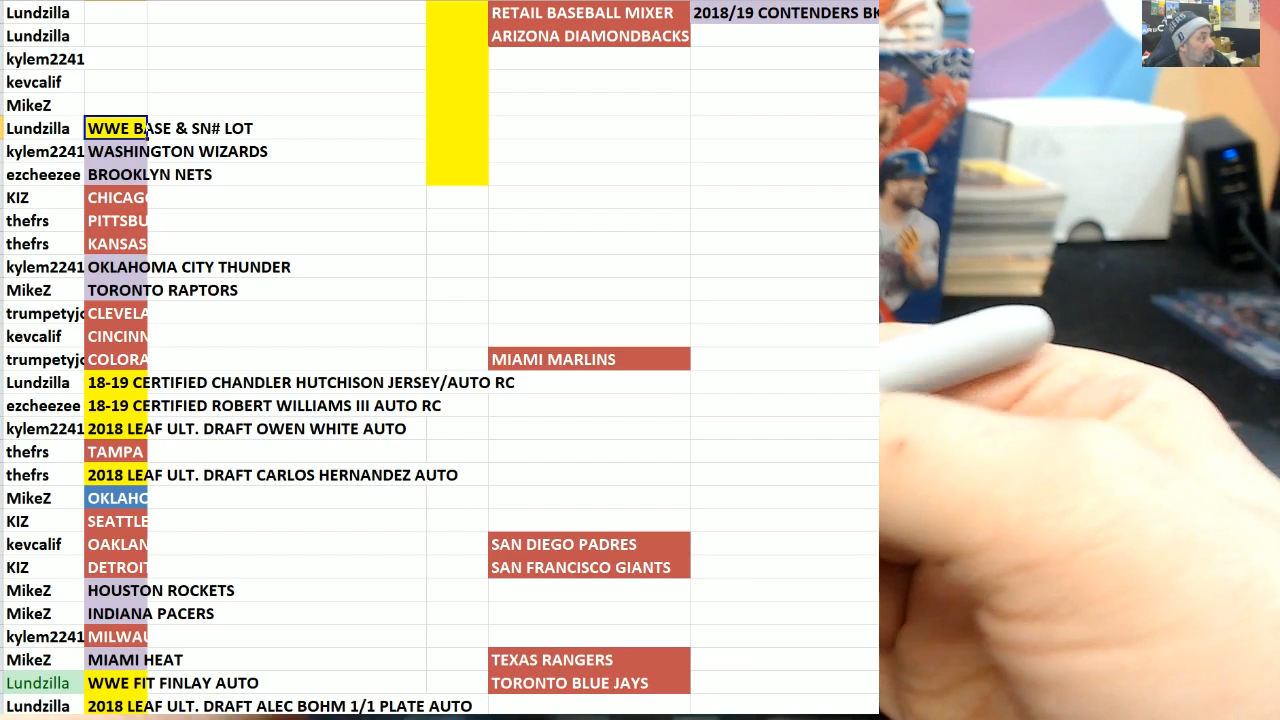 Lundzilla RETAIL BASEBALL MIXER 2018/19 CONTENDERS BK
Lundzilla ARIZONA DIAMONDBACKS
kylem2241
kevcalif
MikeZ
Lundzilla WWE BASE & SN# LOT
kylem2241 WASHINGTON WIZARDS
ezcheezee BROOKLYN NETS
KIZ CHICAG
thefrs PITTSBU
thefrs KANSAS
kylem2241 OKLAHOMA CITY THUNDER
MikeZ TORONTO RAPTORS
trumpetyjo CLEVELA
kevcalif CINCINN
trumpetyjo COLORA MIAMI MARLINS
Lundzilla 18-19 CERTIFIED CHANDLER HUTCHISON JERSEY/AUTO RC
ezcheezee 18-19 CERTIFIED ROBERT WILLIAMS III AUTO RC
kylem2241 2018 LEAF ULT. DRAFT OWEN WHITE AUTO
thefrs TAMPA
thefrs 2018 LEAF ULT. DRAFT CARLOS HERNANDEZ AUTO
MikeZ OKLAHO
KIZ SEATTLE
kevcalif OAKLAN SAN DIEGO PADRES
KIZ DETROIT SAN FRANCISCO GIANTS
MikeZ HOUSTON ROCKETS
MikeZ INDIANA PACERS
kylem2241 MILWAU
MikeZ MIAMI HEAT TEXAS RANGERS
Lundzilla WWE FIT FINLAY AUTO TORONTO BLUE JAYS
Lundzilla 2018 LEAF ULT. DRAFT ALEC BOHM 1/1 PLATE AUTO